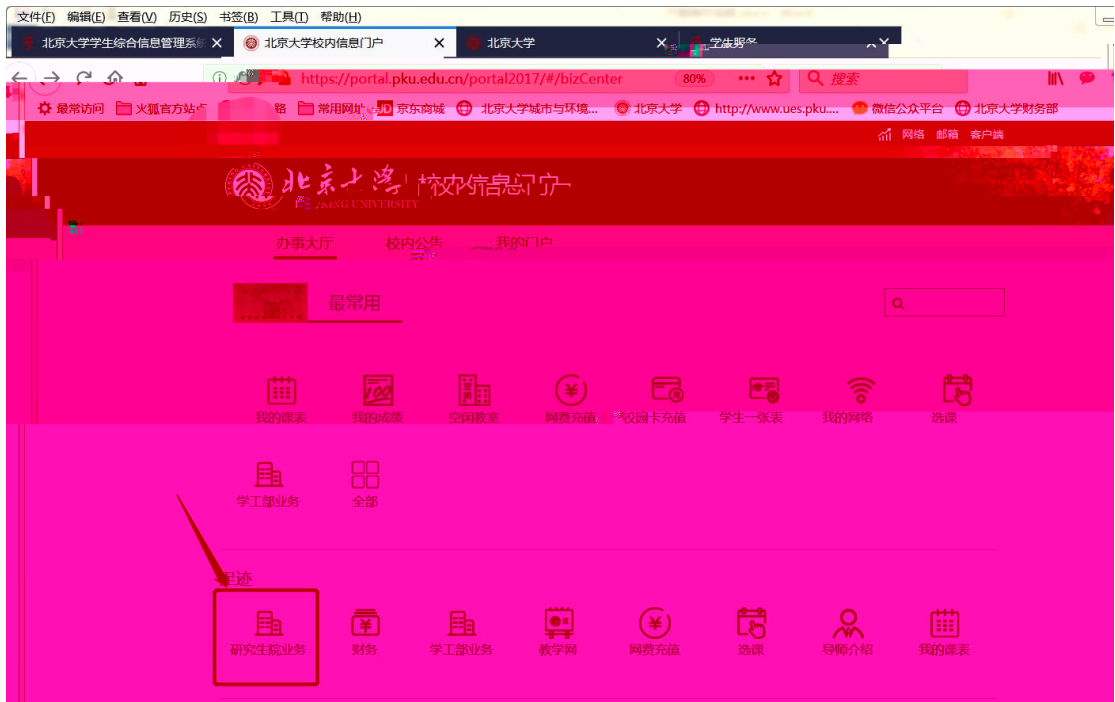 文件(F) 编辑(E) 查看(V) 历史(S) 书签(B) 工具(T) 帮助(H)
北京大学学生综合信息管理系统 北京大学校内信息门户 北京大学
https://portal.pku.edu.cn/portal2017/#/bizCenter 80% 搜索
最常访问 火狐官方站点 常用网址 JD 京东商城 北京大学城市与环境... 北京大学 http://www.ues.pku.... 微信公众平台 北京大学财务部
网络 邮箱 客户端
北京大学 校内信息门户
UNIVERSITY
办事大厅 校内公告 我的门户
最常用
我的课表 我的成绩 空闲教室 网费充值 校园卡充值 学生一张表 我的网络 选课
学工部业务 全部
足迹
研究生院业务 财务 学工部业务 教学网 网费充值 选课 导师介绍 我的课表